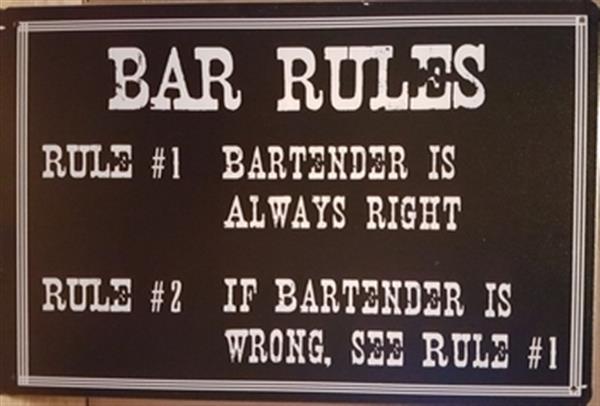 BAR RULES
RULE #1 BARTENDER IS
ALWAYS RIGHT
RULE #2 IF BARTENDER IS
WRONG, SEE RULE #1